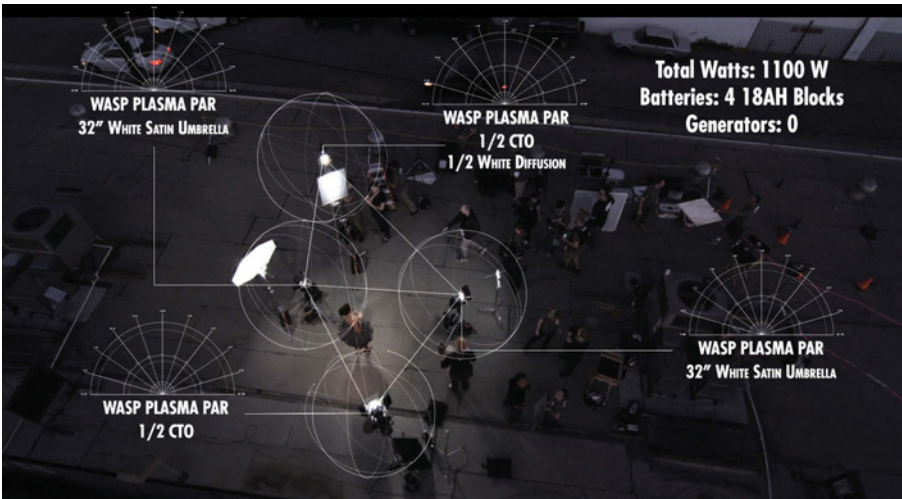 WASP PLASMA PAR
32” WHITE SATIN UMBRELLA
WASP PLASMA PAR
1/2 CTO
1/2 WHITE DIFFUSION
Total Watts: 1100 W
Batteries: 4 18AH Blocks
Generators: 0
WASP PLASMA PAR
32” WHITE SATIN UMBRELLA
WASP PLASMA PAR
1/2 CTO